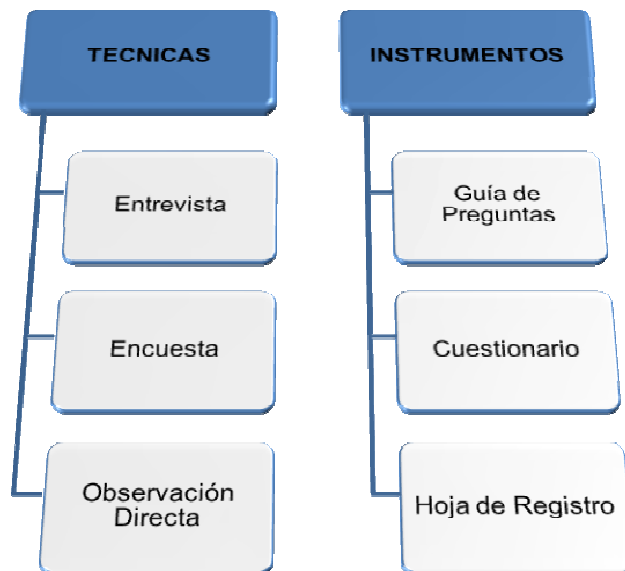 TECNICAS
Entrevista
Encuesta
Observación
Directa
INSTRUMENTOS
Guía de
Preguntas
Cuestionario
Hoja de Registro